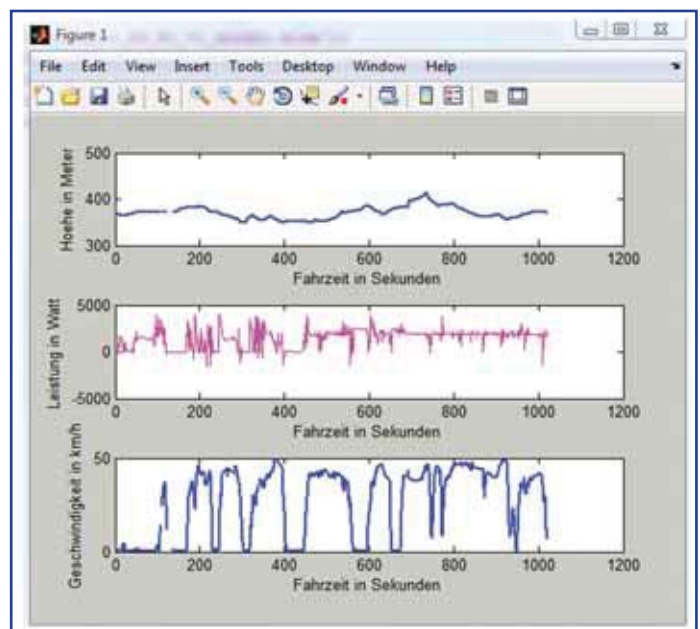 Figure 1
File Edit View Insert Tools Desktop Window Help
Hoehe in Meter
500
400
300
0 200 400 600 800 1000 1200
Fahrzeit in Sekunden
Leistung in Watt
5000
0
-5000
0 200 400 600 800 1000 1200
Fahrzeit in Sekunden
Geschwindigkeit in km/h
50
0
0 200 400 600 800 1000 1200
Fahrzeit in Sekunden